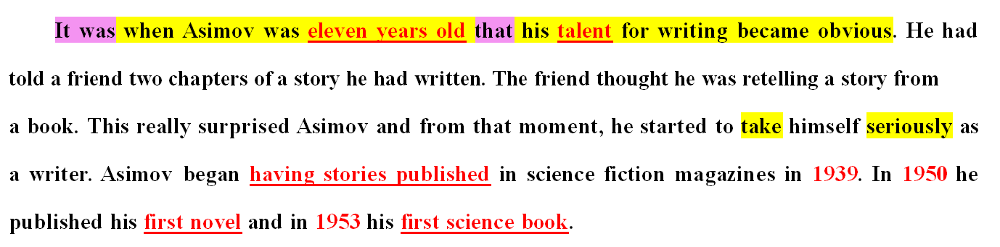 It was when Asimov was eleven years old that his talent for writing became obvious. He had
told a friend two chapters of a story he had written. The friend thought he was retelling a story from
a book. This really surprised Asimov and from that moment, he started to take himself seriously as
a writer. Asimov began having stories published in science fiction magazines in 1939. In 1950 he
published his first novel and in 1953 his first science book.